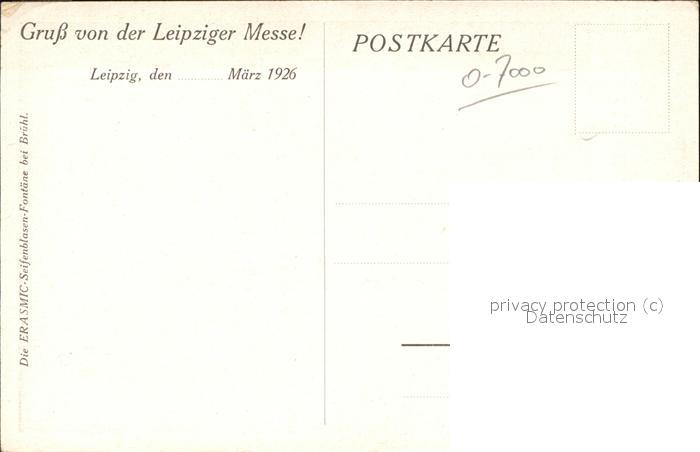 Gruß von der Leipziger Messe!
Leipzig, den ............ März 1926
Die ERASMIC-Seifenblasen-Fontäne bei Brühl.
POSTKARTE
0-7000
privacy protection (c)
Datenschutz